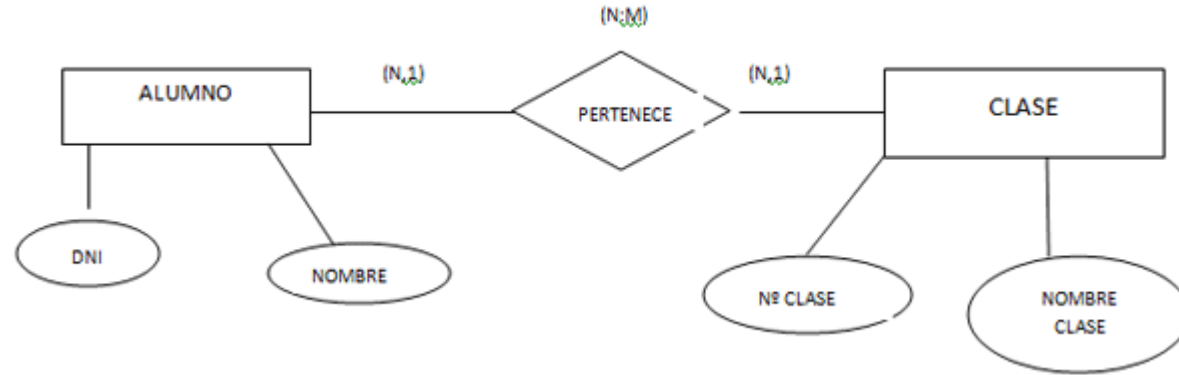 (N:M)
(N,1)
(N,1)
ALUMNO
PERTENECE
CLASE
DNI
NOMBRE
Nº CLASE
NOMBRE
CLASE